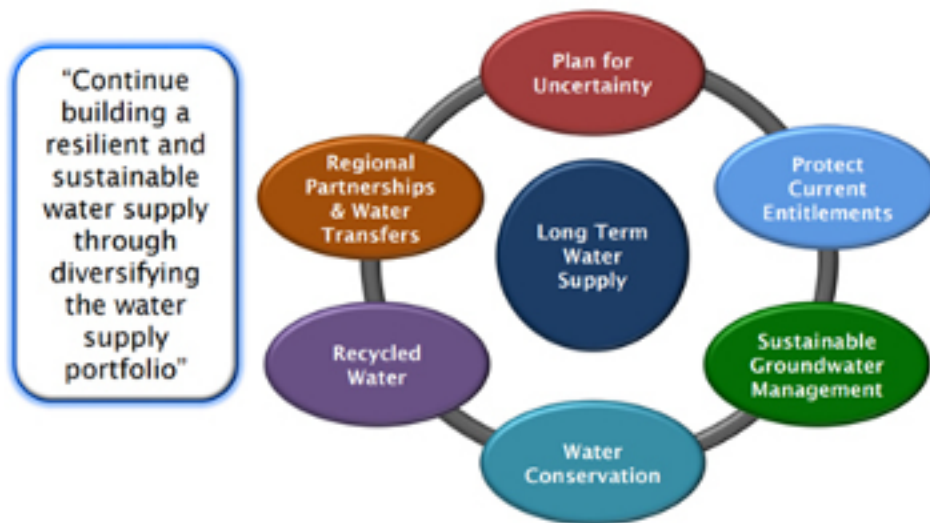 “Continue
building a
resilient and
sustainable
water supply
through
diversifying
the water
supply
portfolio”
Plan for
Uncertainty
Protect
Current
Entitlements
Sustainable
Groundwater
Management
Water
Conservation
Recycled
Water
Regional
Partnerships
& Water
Transfers
Long Term
Water
Supply